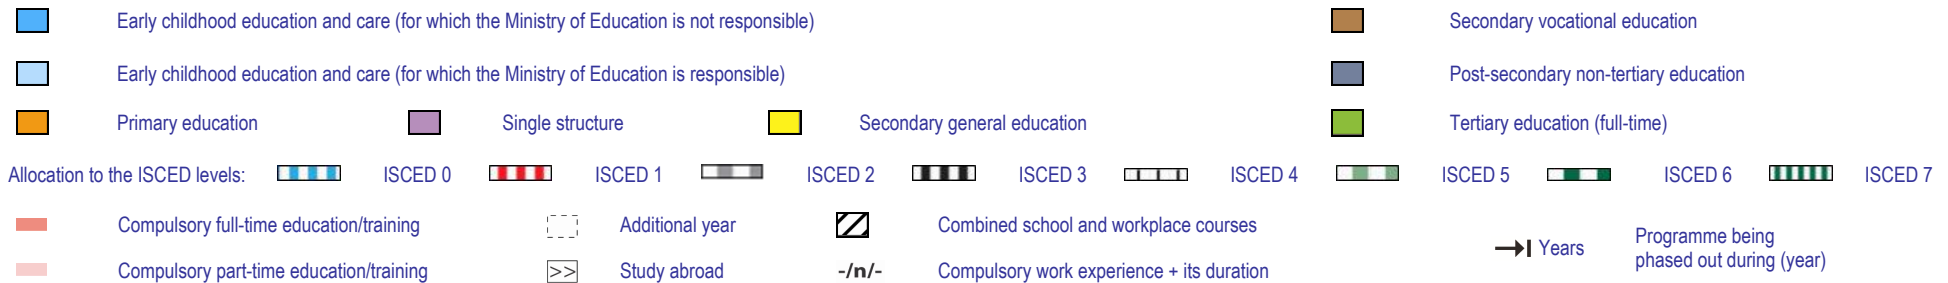 Early childhood education and care (for which the Ministry of Education is not responsible) Secondary vocational education
Early childhood education and care (for which the Ministry of Education is responsible) Post-secondary non-tertiary education
Primary education Single structure Secondary general education Tertiary education (full-time)
Allocation to the ISCED levels: ISCED 0 ISCED 1 ISCED 2 ISCED 3 ISCED 4 ISCED 5 ISCED 6 ISCED 7
Compulsory full-time education/training Additional year Combined school and workplace courses
Years Programme being
phased out during (year)
Compulsory part-time education/training >> Study abroad -/n/- Compulsory work experience + its duration